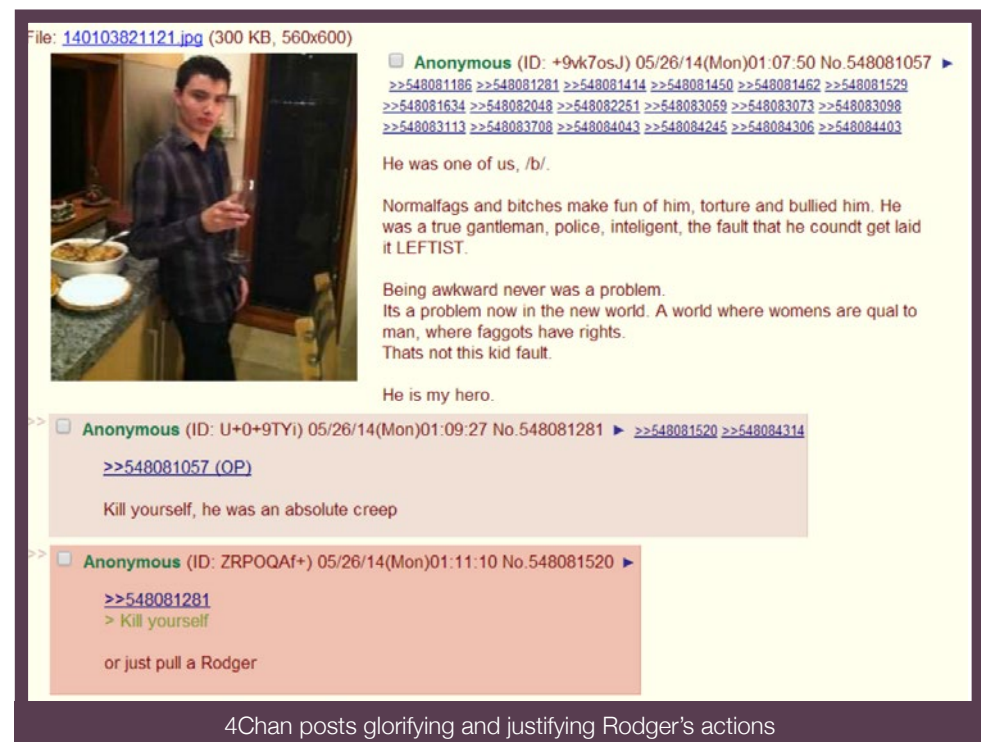 File: 140103821121.jpg (300 KB, 560x600)
Anonymous (ID: +9vk7osJ) 05/26/14(Mon)01:07:50 No.548081057 ►
>>548081186 >>548081281 >>548081414 >>548081450 >>548081462 >>548081529
>>548081634 >>548082048 >>548082251 >>548083059 >>548083073 >>548083098
>>548083113 >>548083708 >>548084043 >>548084245 >>548084306 >>548084403
He was one of us, /b/.
Normalfags and bitches make fun of him, torture and bullied him. He
was a true gantleman, police, inteligent, the fault that he coundt get laid
it LEFTIST.
Being awkward never was a problem.
Its a problem now in the new world. A world where womens are qual to
man, where faggots have rights.
Thats not this kid fault.
He is my hero.
>> Anonymous (ID: U+0+9TYi) 05/26/14(Mon)01:09:27 No.548081281 ► >>548081520 >>548084314
>>548081057 (OP)
Kill yourself, he was an absolute creep
>> Anonymous (ID: ZRPOQAf+) 05/26/14(Mon)01:11:10 No.548081520 ►
>>548081281
> Kill yourself
or just pull a Rodger
4Chan posts glorifying and justifying Rodger's actions